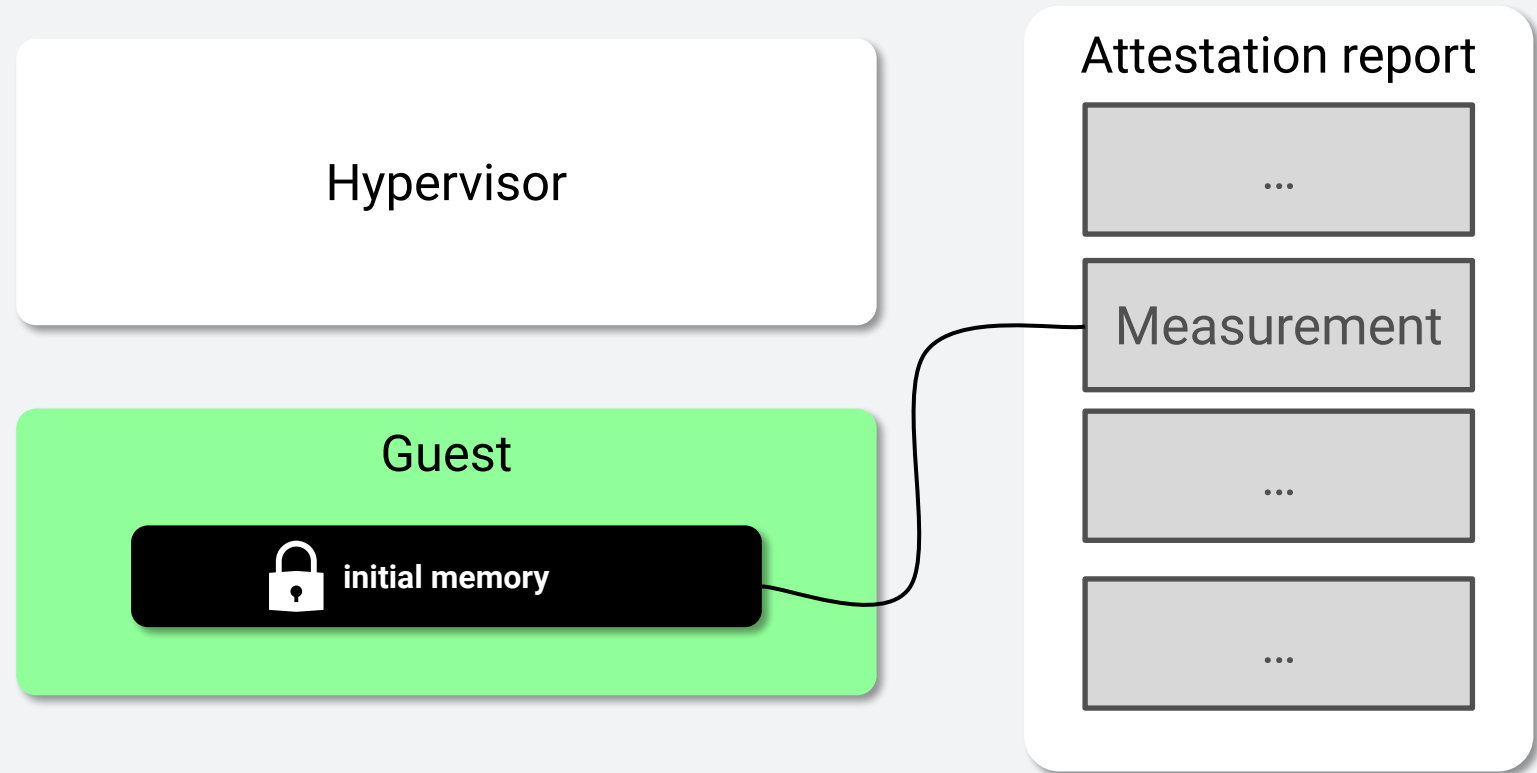 Hypervisor
Guest
initial memory
Attestation report
...
Measurement
...
...